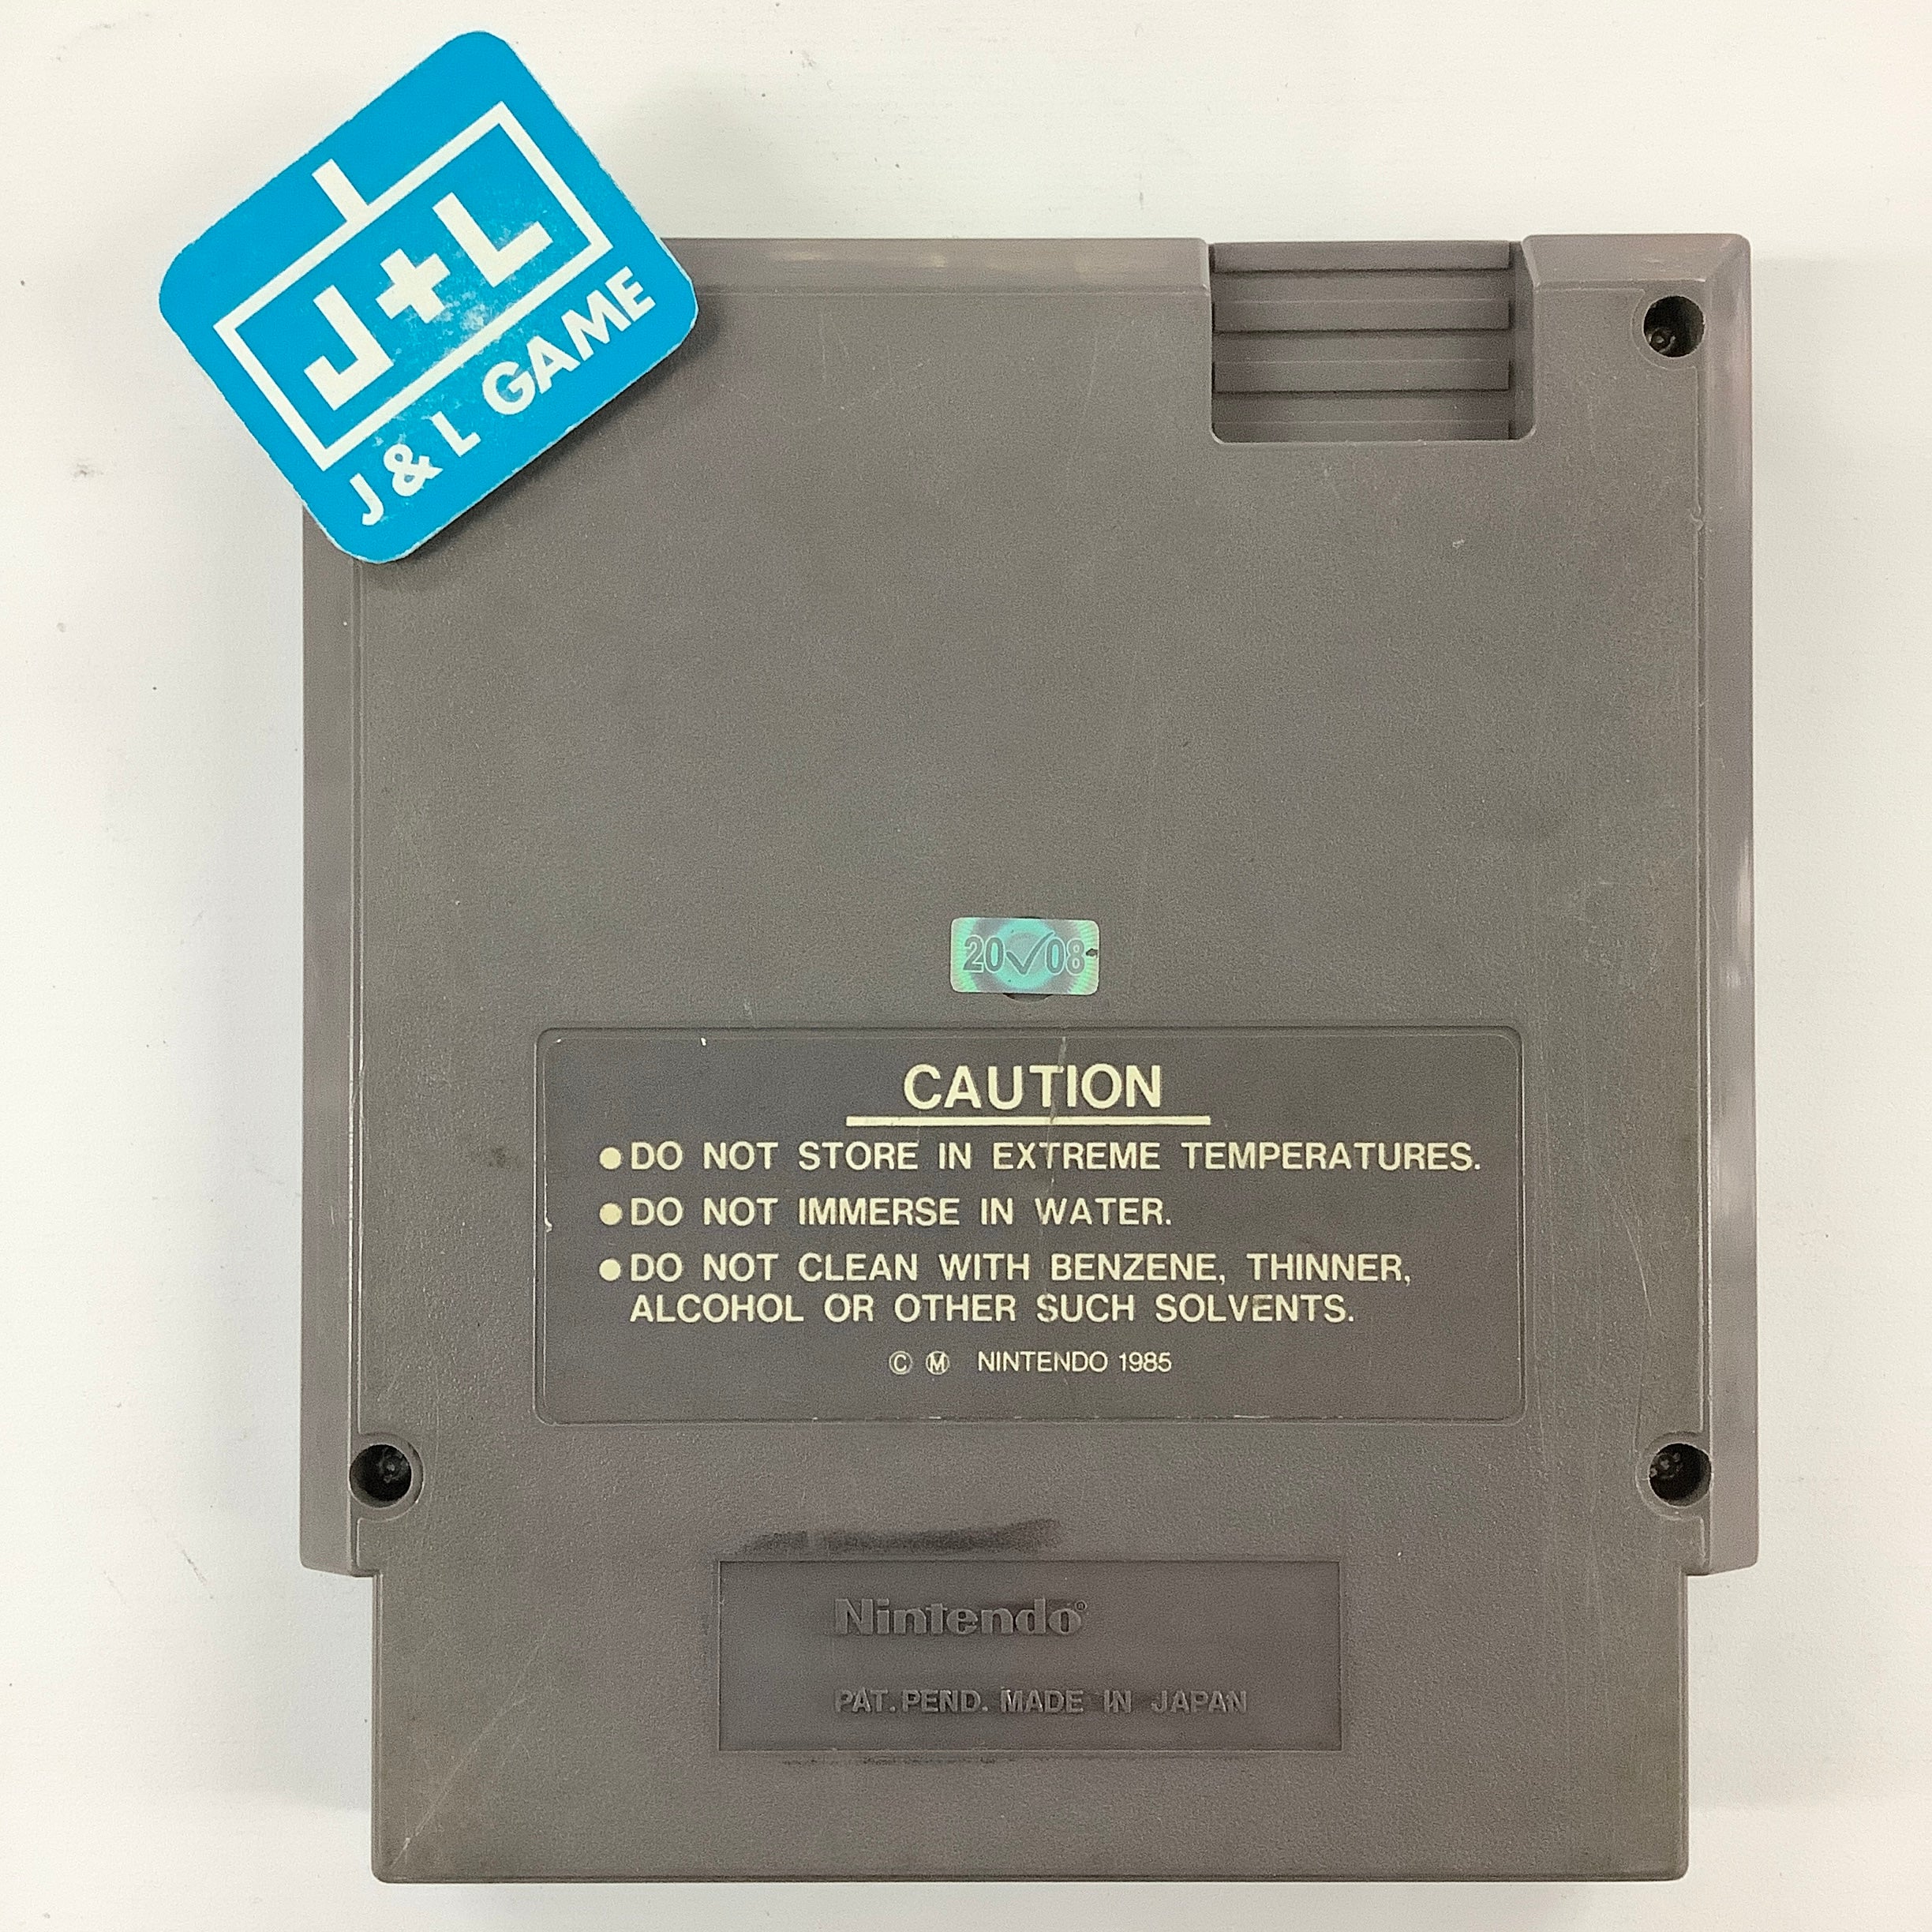 J+L
J & L GAME
20✓08
CAUTION
●DO NOT STORE IN EXTREME TEMPERATURES.
●DO NOT IMMERSE IN WATER.
●DO NOT CLEAN WITH BENZENE, THINNER,
ALCOHOL OR OTHER SUCH SOLVENTS.
Ⓒ Ⓜ NINTENDO 1985
Nintendo®
PAT. PEND. MADE IN JAPAN